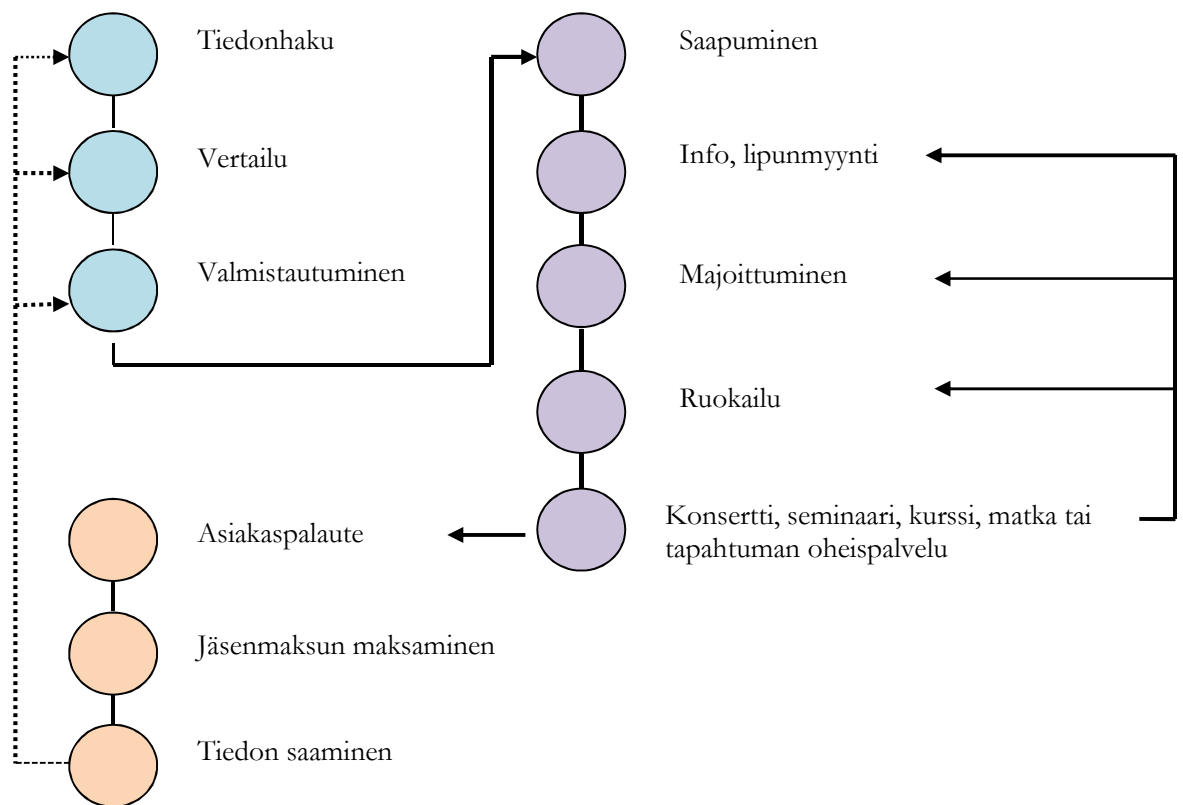 Tiedonhaku
Vertailu
Valmistautuminen
Saapuminen
Info, lipunmyynti
Majoittuminen
Ruokailu
Konsertti, seminaari, kurssi, matka tai
tapahtuman oheispalvelu
Asiakaspalaute
Jäsenmaksun maksaminen
Tiedon saaminen